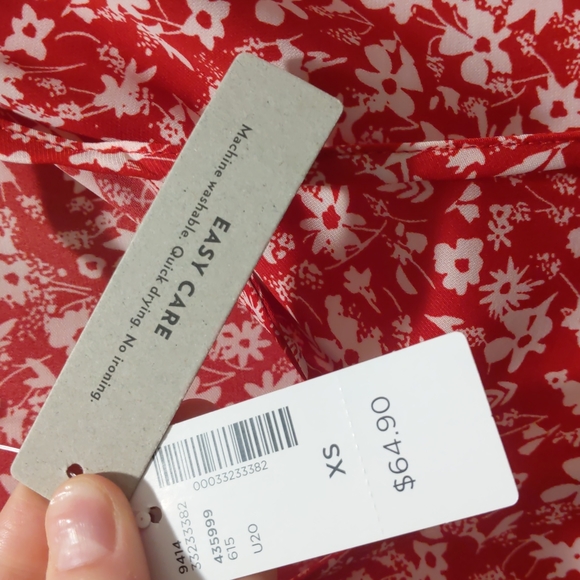 EASY CARE
Machine washable. Quick drying. No ironing.
00033233382
XS
$64.90
9414
33233382
435999
615
U20